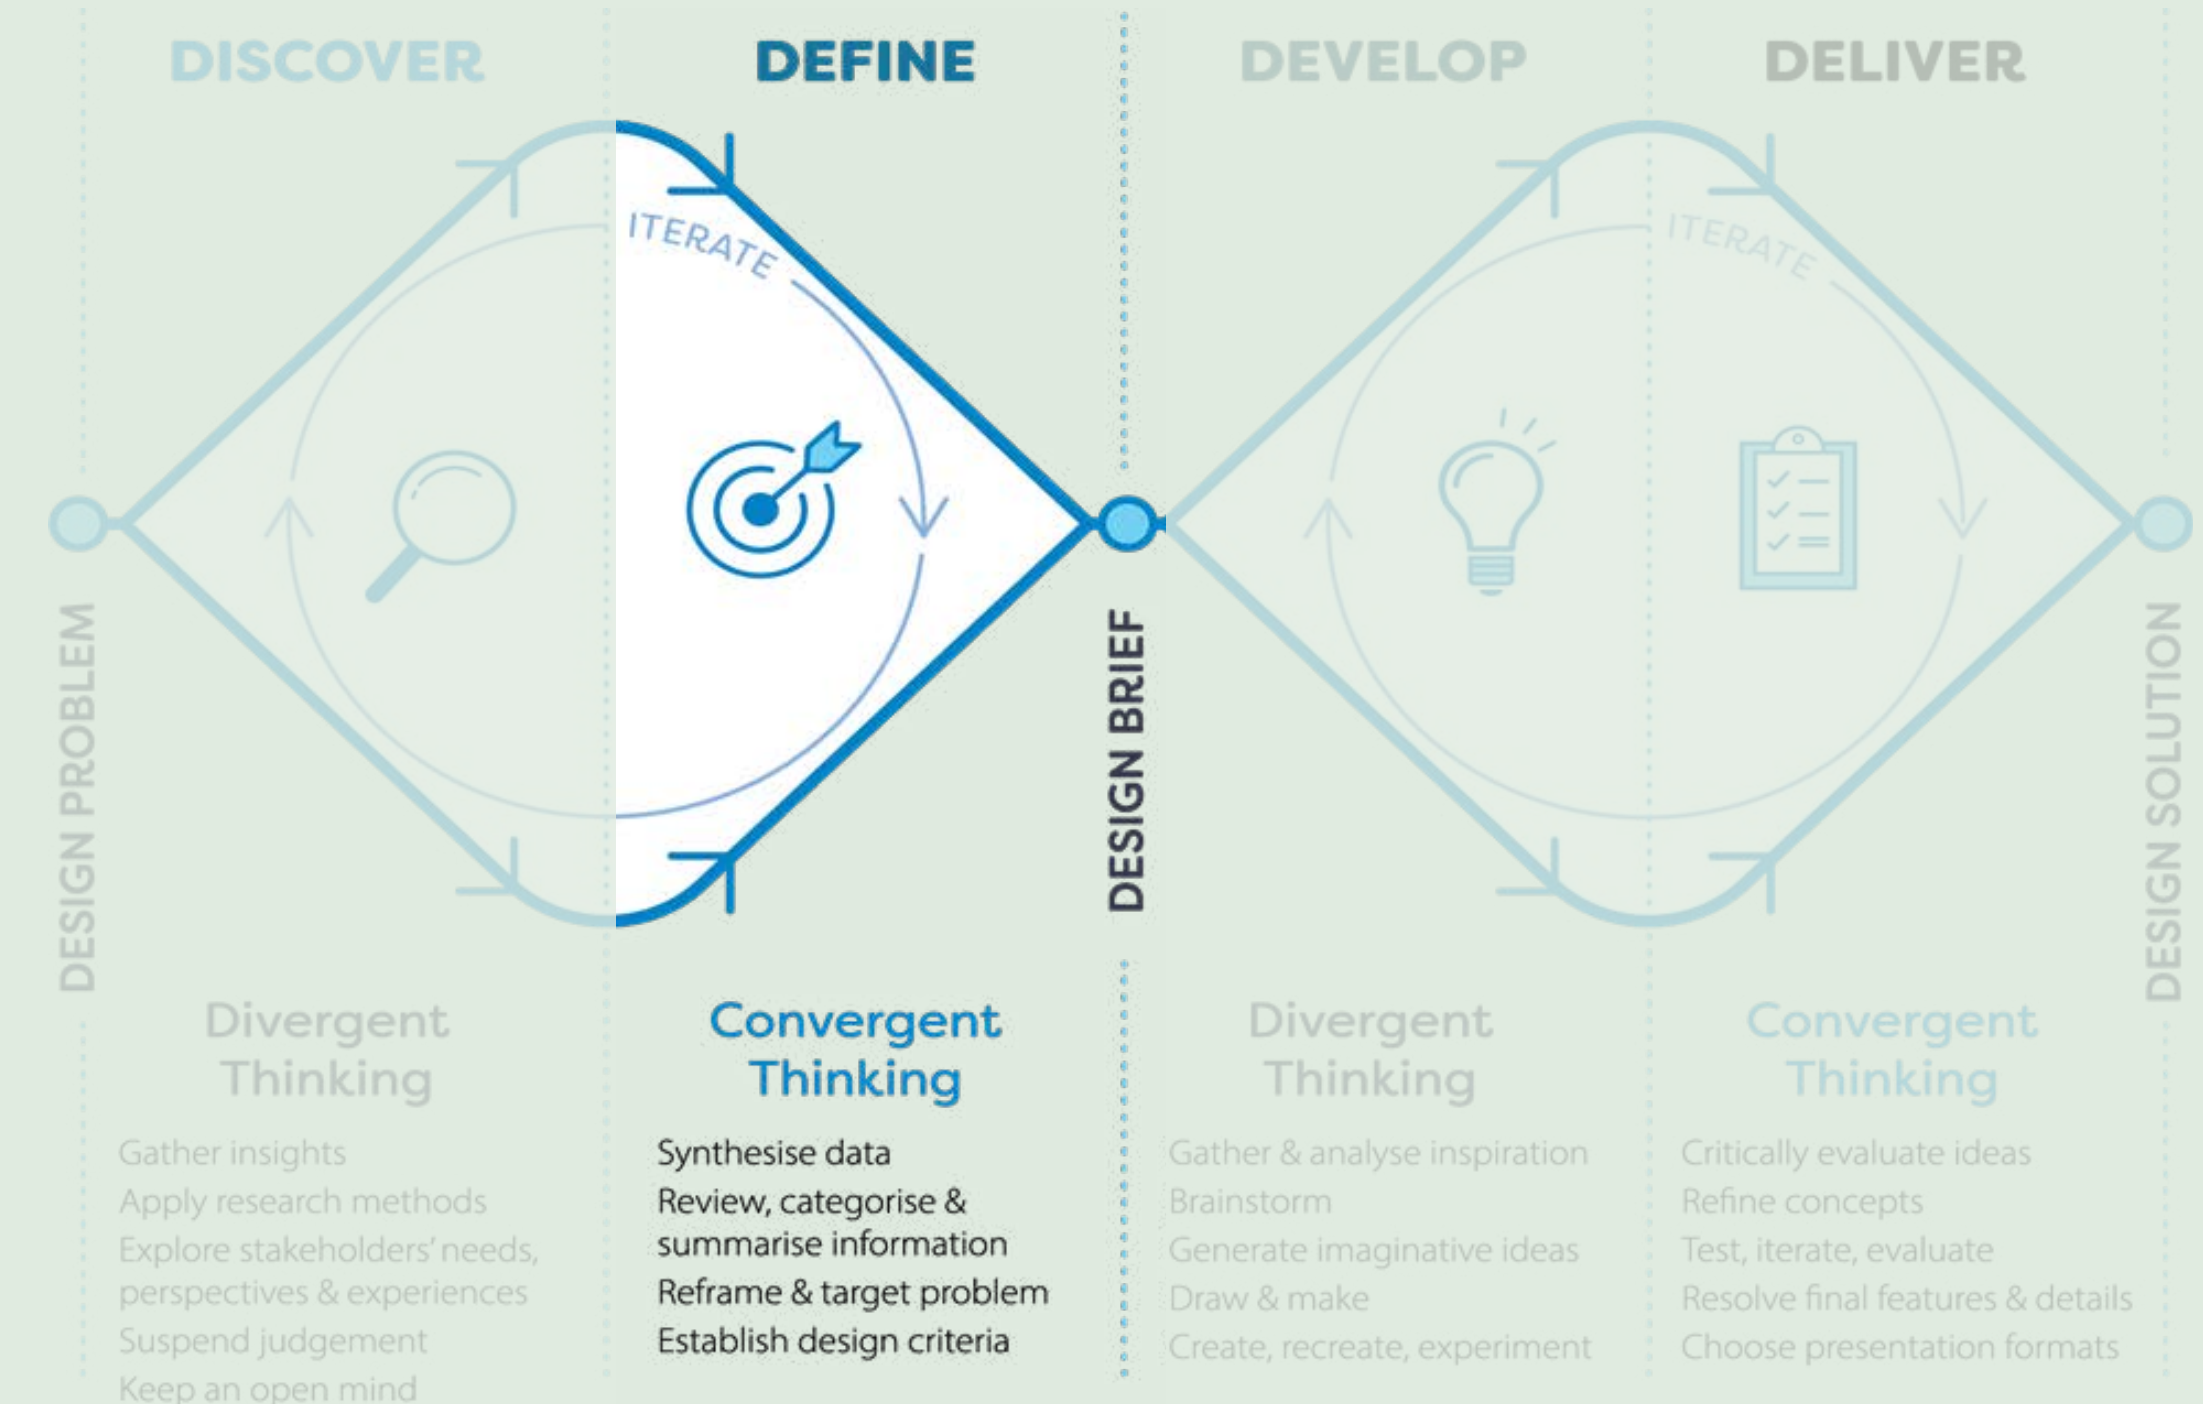 DISCOVER
DEFINE
DEVELOP
DELIVER
ITERATE
ITERATE
DESIGN PROBLEM
DESIGN BRIEF
DESIGN SOLUTION
Divergent
Thinking
Gather insights
Apply research methods
Explore stakeholders' needs,
perspectives & experiences
Suspend judgement
Keep an open mind
Convergent
Thinking
Synthesise data
Review, categorise &
summarise information
Reframe & target problem
Establish design criteria
Divergent
Thinking
Gather & analyse inspiration
Brainstorm
Generate imaginative ideas
Draw & make
Create, recreate, experiment
Convergent
Thinking
Critically evaluate ideas
Refine concepts
Test, iterate, evaluate
Resolve final features & details
Choose presentation formats